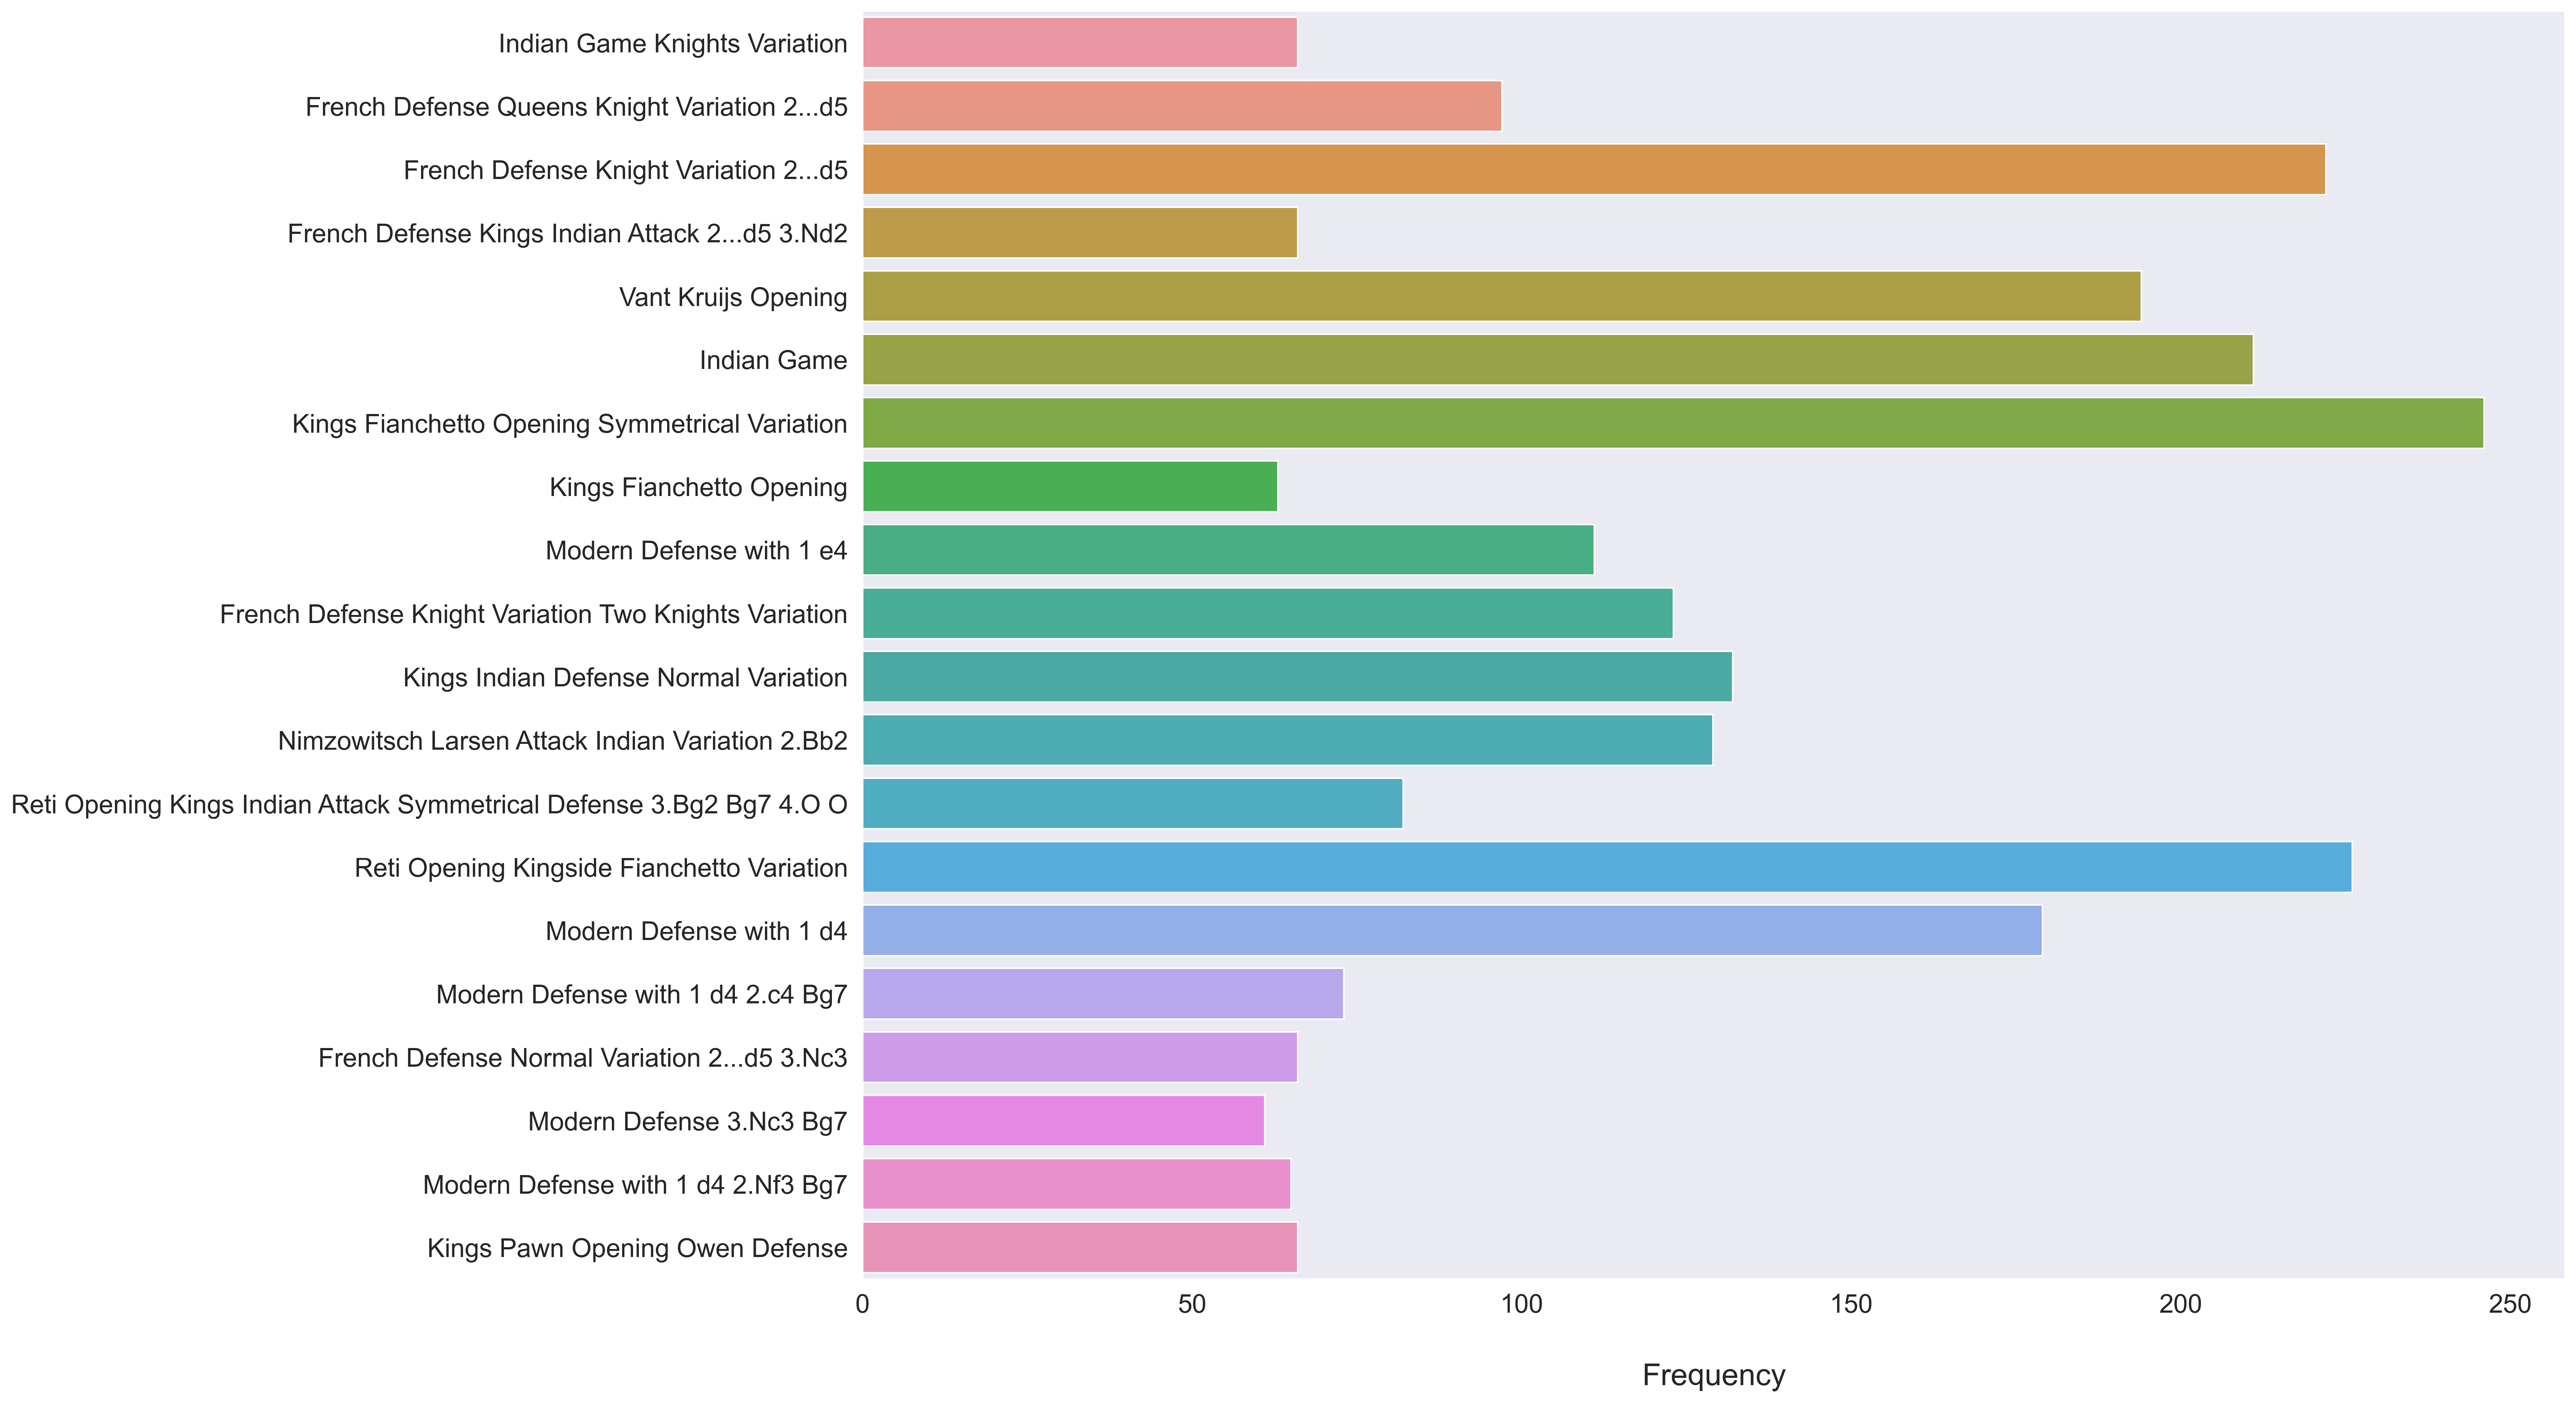 Indian Game Knights Variation
French Defense Queens Knight Variation 2...d5
French Defense Knight Variation 2...d5
French Defense Kings Indian Attack 2...d5 3.Nd2
Vant Kruijs Opening
Indian Game
Kings Fianchetto Opening Symmetrical Variation
Kings Fianchetto Opening
Modern Defense with 1 e4
French Defense Knight Variation Two Knights Variation
Kings Indian Defense Normal Variation
Nimzowitsch Larsen Attack Indian Variation 2.Bb2
Reti Opening Kings Indian Attack Symmetrical Defense 3.Bg2 Bg7 4.O O
Reti Opening Kingside Fianchetto Variation
Modern Defense with 1 d4
Modern Defense with 1 d4 2.c4 Bg7
French Defense Normal Variation 2...d5 3.Nc3
Modern Defense 3.Nc3 Bg7
Modern Defense with 1 d4 2.Nf3 Bg7
Kings Pawn Opening Owen Defense
0 50 100 150 200 250
Frequency